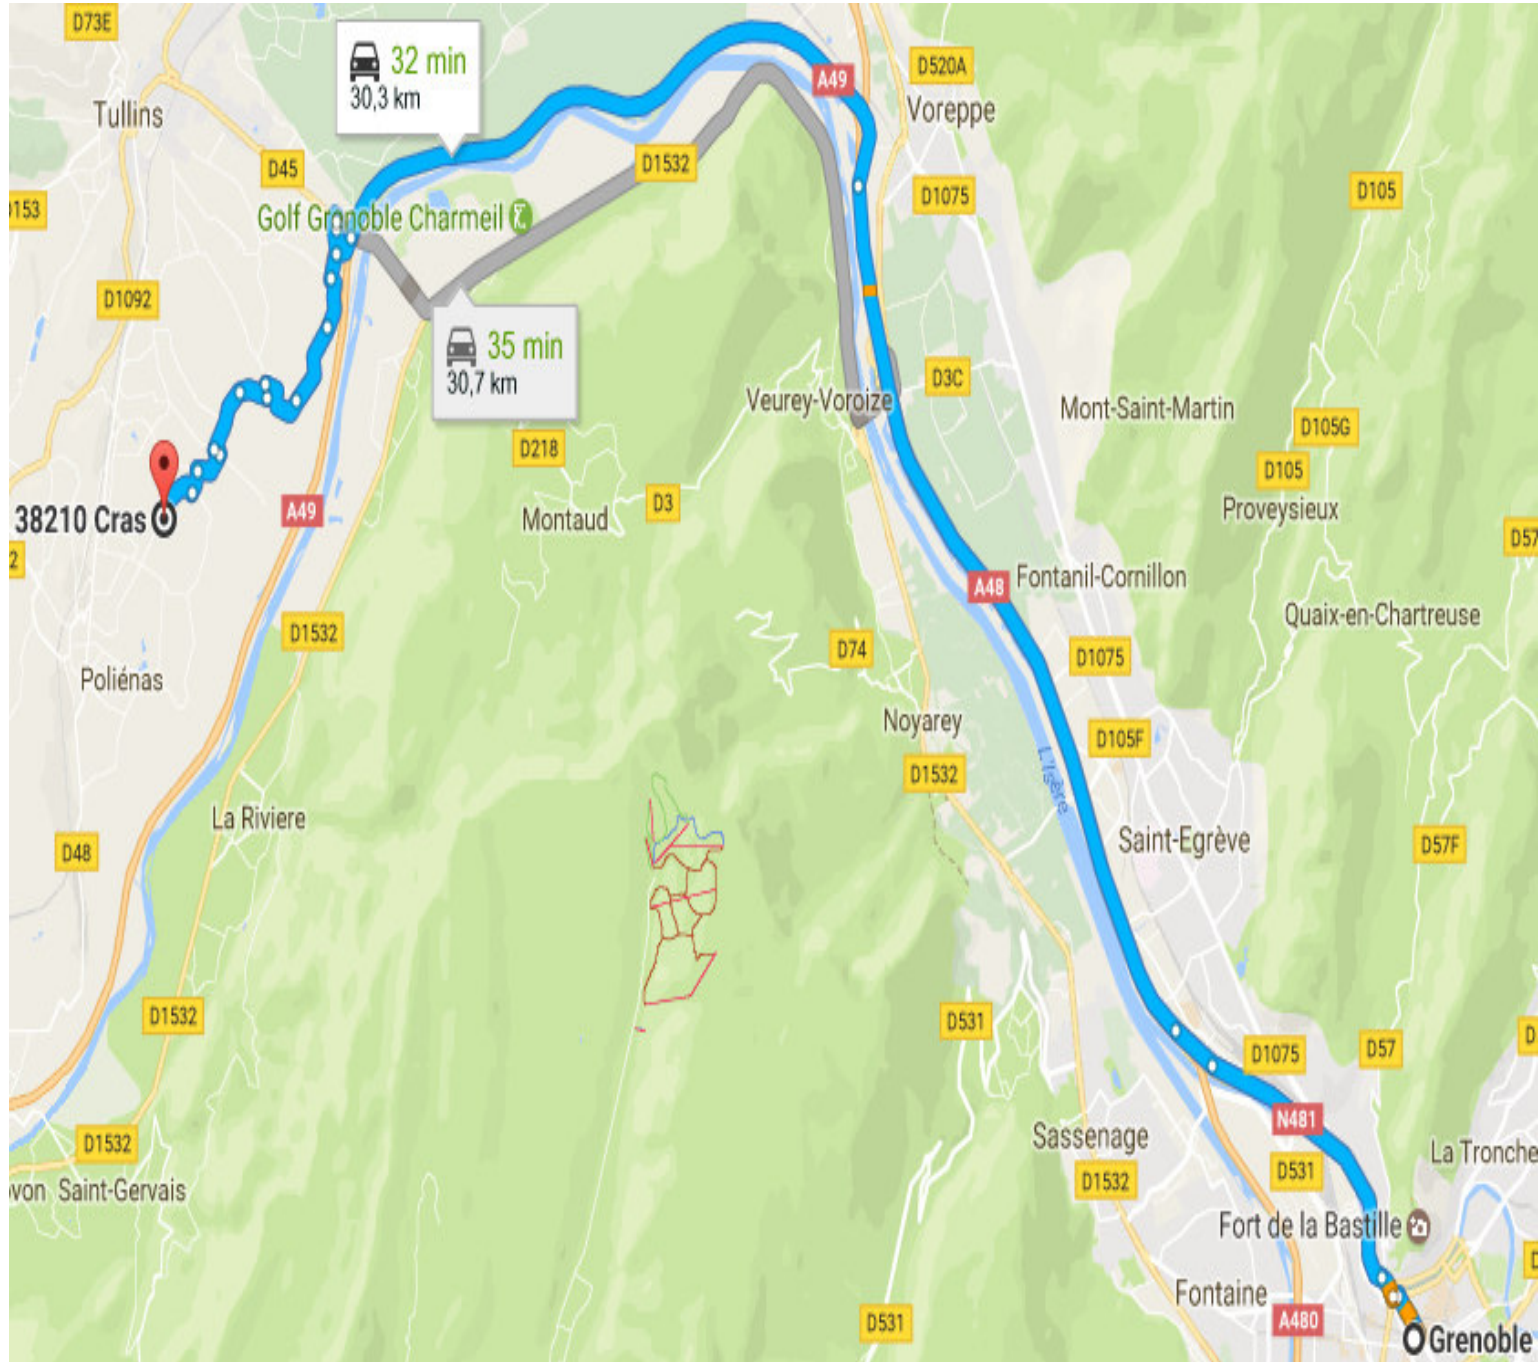 D73E
32 min
30,3 km
A49
D520A
Voreppe
Tullins
D45
D1532
D1075
D105
153
Golf Grenoble Charmeil
D1092
35 min
30,7 km
D3C
Veurey-Voroize
Mont-Saint-Martin
D105G
D218
D105
38210 Cras
A49
Montaud
D3
Proveysieux
D57
2
A48
Fontanil-Cornillon
Quaix-en-Chartreuse
D1532
D74
D1075
Poliénas
Noyarey
D105F
D1532
L'Isère
La Riviere
Saint-Egrève
D48
D57F
D1532
D531
D1075
D57
D
N481
D1532
Sassenage
La Tronche
D1532
D531
von
Saint-Gervais
Fort de la Bastille
Fontaine
D531
A480
Grenoble